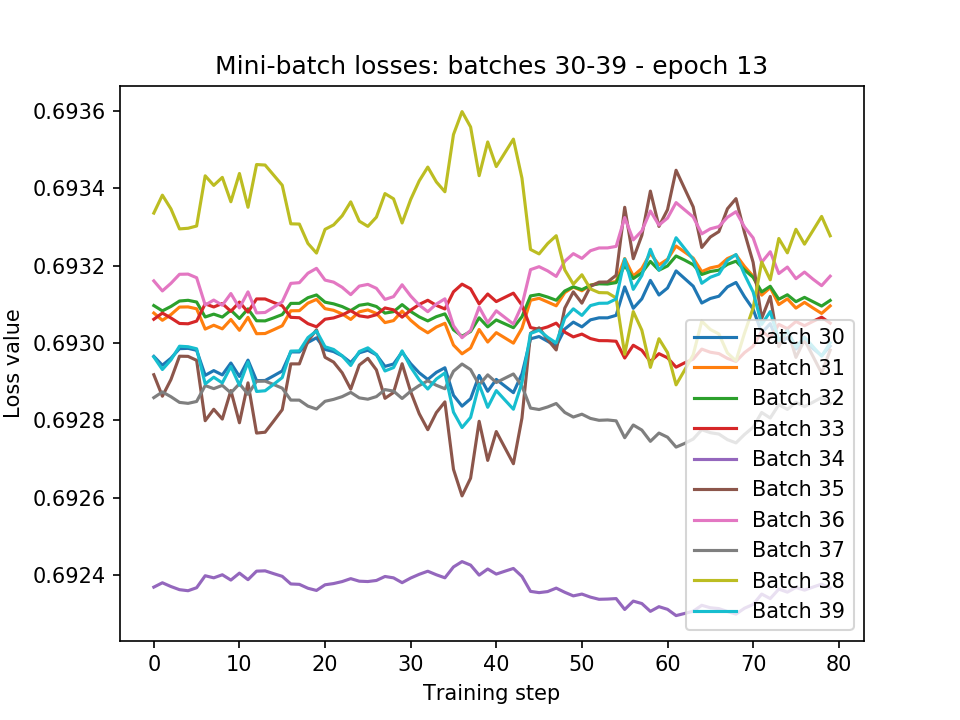 Mini-batch losses: batches 30-39 - epoch 13
Loss value
0.6936
0.6934
0.6932
0.6930
0.6928
0.6926
0.6924
0 10 20 30 40 50 60 70 80
Training step
Batch 30
Batch 31
Batch 32
Batch 33
Batch 34
Batch 35
Batch 36
Batch 37
Batch 38
Batch 39